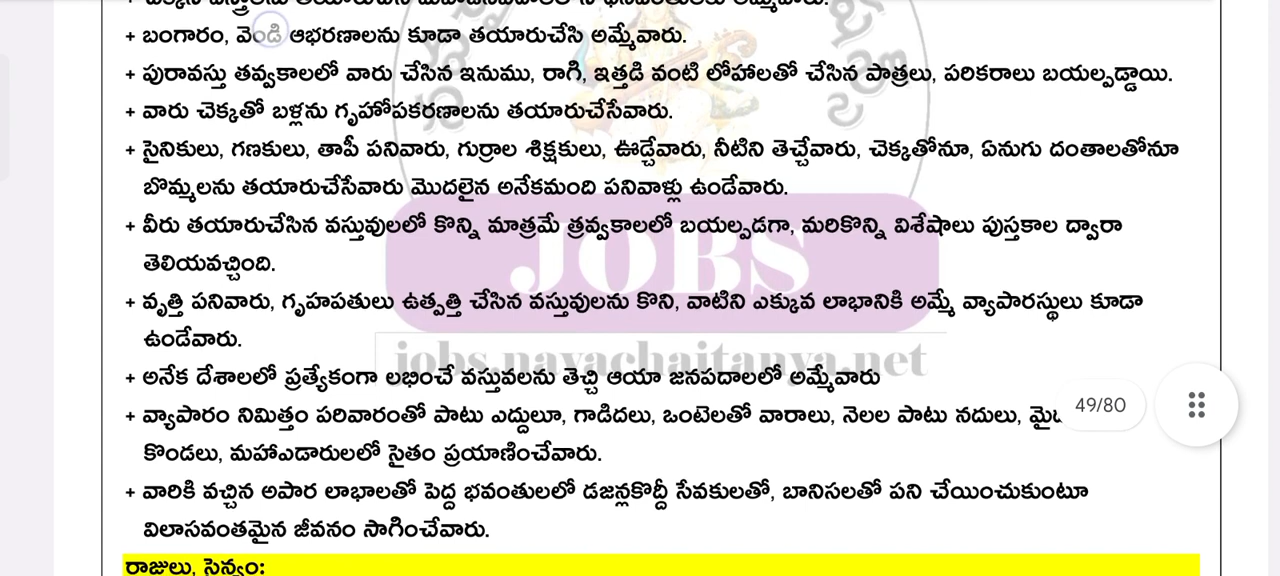 + బంగారం, వెండి ఆభరణాలను కూడా తయారుచేసి అమ్మేవారు.
+ పురావస్తు తవ్వకాలలో వారు చేసిన ఇనుము, రాగి, ఇత్తడి వంటి లోహాలతో చేసిన పాత్రలు, పరికరాలు బయల్పడ్డాయి.
+ వారు చెక్కతో బళ్లను గృహోపకరణాలను తయారుచేసేవారు.
+ సైనికులు, గణకులు, తాపీ పనివారు, గుర్రాల శిక్షకులు, ఊడ్చేవారు, నీటిని తెచ్చేవారు, చెక్కతోనూ, ఏనుగు దంతాలతోనూ
బొమ్మలను తయారుచేసేవారు మొదలైన అనేకమంది పనివాళ్లు ఉండేవారు.
+ వీరు తయారుచేసిన వస్తువులలో కొన్ని మాత్రమే త్రవ్వకాలలో బయల్పడగా, మరికొన్ని విశేషాలు పుస్తకాల ద్వారా
తెలియవచ్చింది.
JOBS
+ వృత్తి పనివారు, గృహపతులు ఉత్పత్తి చేసిన వస్తువులను కొని, వాటిని ఎక్కువ లాభానికి అమ్మే వ్యాపారస్థులు కూడా
ఉండేవారు.
jobs.navachaitanya.net
+ అనేక దేశాలలో ప్రత్యేకంగా లభించే వస్తువలను తెచ్చి ఆయా జనపదాలలో అమ్మేవారు
49/80
+ వ్యాపారం నిమిత్తం పరివారంతో పాటు ఎద్దులూ, గాడిదలు, ఒంటెలతో వారాలు, నెలల పాటు నదులు,
కొండలు, మహాఎడారులలో సైతం ప్రయాణించేవారు.
+ వారికి వచ్చిన అపార లాభాలతో పెద్ద భవంతులలో డజన్లకొద్దీ సేవకులతో, బానిసలతో పని చేయించుకుంటూ
విలాసవంతమైన జీవనం సాగించేవారు.
రాజులు, సైన్యం: